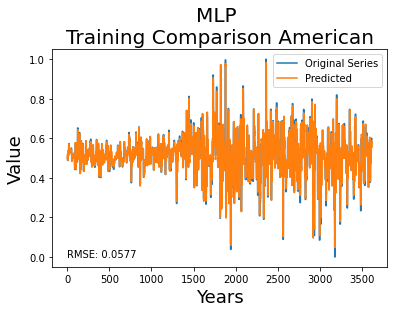 MLP
Training Comparison American
Original Series
Predicted
Value
1.0
0.8
0.6
0.4
0.2
0.0
RMSE: 0.0577
0 500 1000 1500 2000 2500 3000 3500
Years